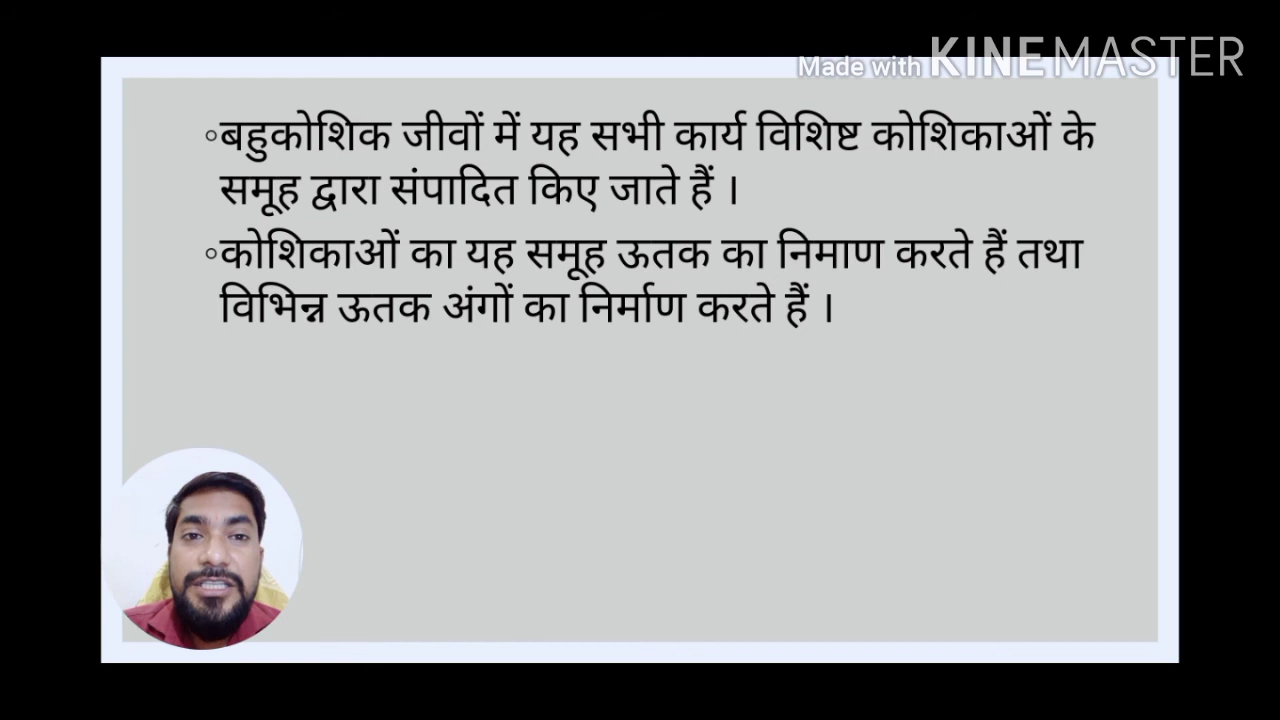 Made with KINEMASTER
◦बहुकोशिक जीवों में यह सभी कार्य विशिष्ट कोशिकाओं के
समूह द्वारा संपादित किए जाते हैं ।
◦कोशिकाओं का यह समूह ऊतक का निमाण करते हैं तथा
विभिन्न ऊतक अंगों का निर्माण करते हैं ।